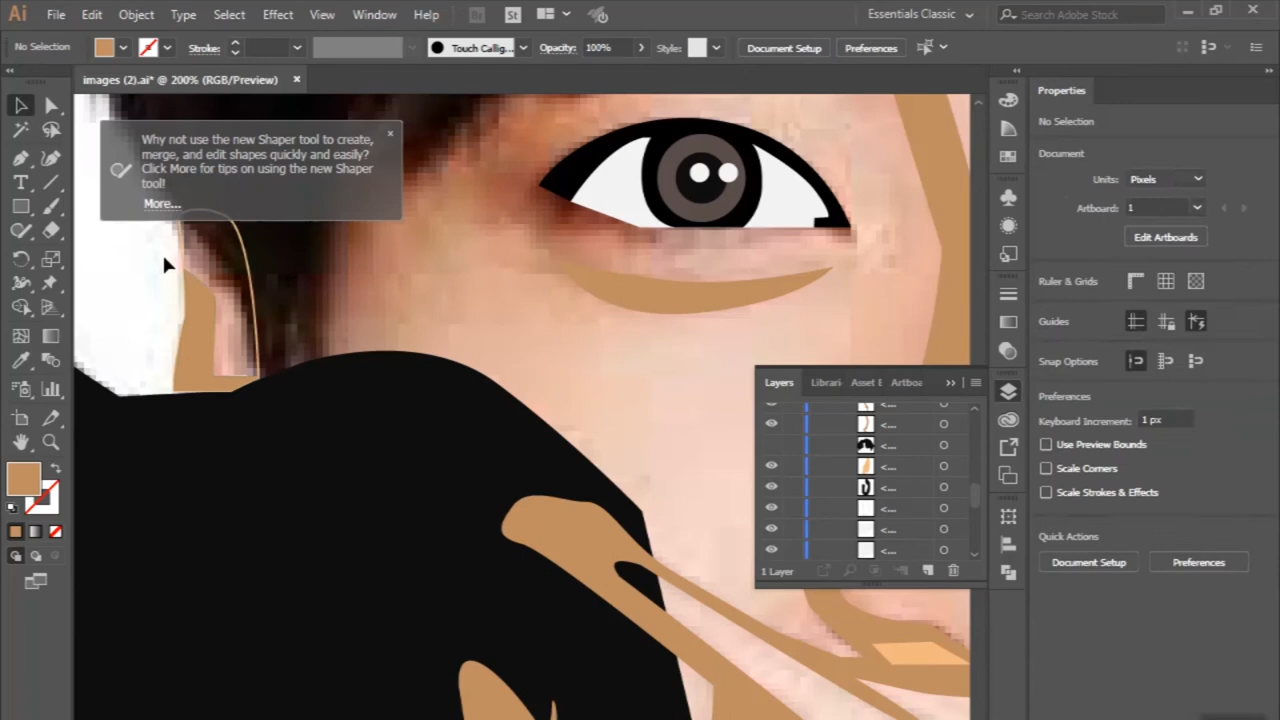 Ai File Edit Object Type Select Effect View Window Help Br St Essentials Classic Search Adobe Stock
No Selection Stroke: Touch Callig... Opacity: 100% Style: Document Setup Preferences
images (2).ai* @ 200% (RGB/Preview)
Properties
No Selection
Document
Units: Pixels
Artboard: 1
Edit Artboards
Ruler & Grids
Guides
Snap Options
Preferences
Keyboard Increment: 1 px
Use Preview Bounds
Scale Corners
Scale Strokes & Effects
Quick Actions
Document Setup Preferences
Why not use the new Shaper tool to create,
merge, and edit shapes quickly and easily?
Click More for tips on using the new Shaper
tool!
More...
Layers Librari Asset E Artboa
<...
<...
<...
<...
<...
<...
<...
<...
1 Layer